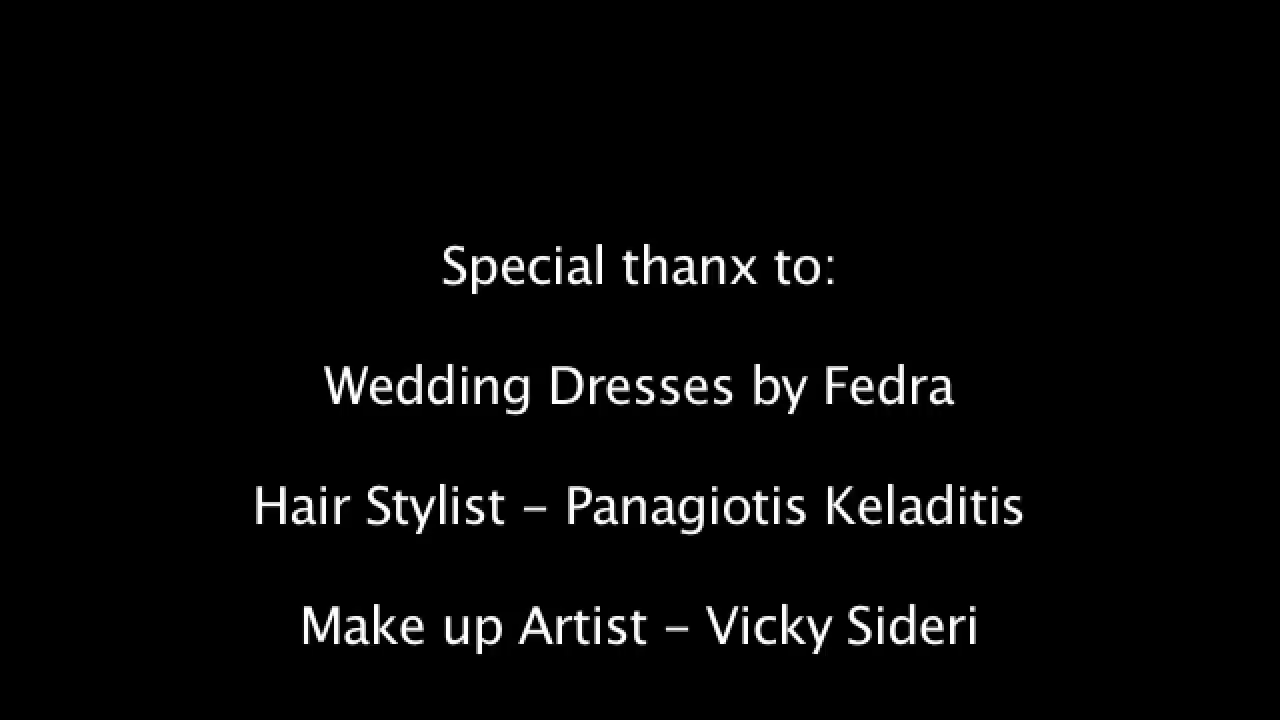 Special thanx to:
Wedding Dresses by Fedra
Hair Stylist – Panagiotis Keladitis
Make up Artist – Vicky Sideri